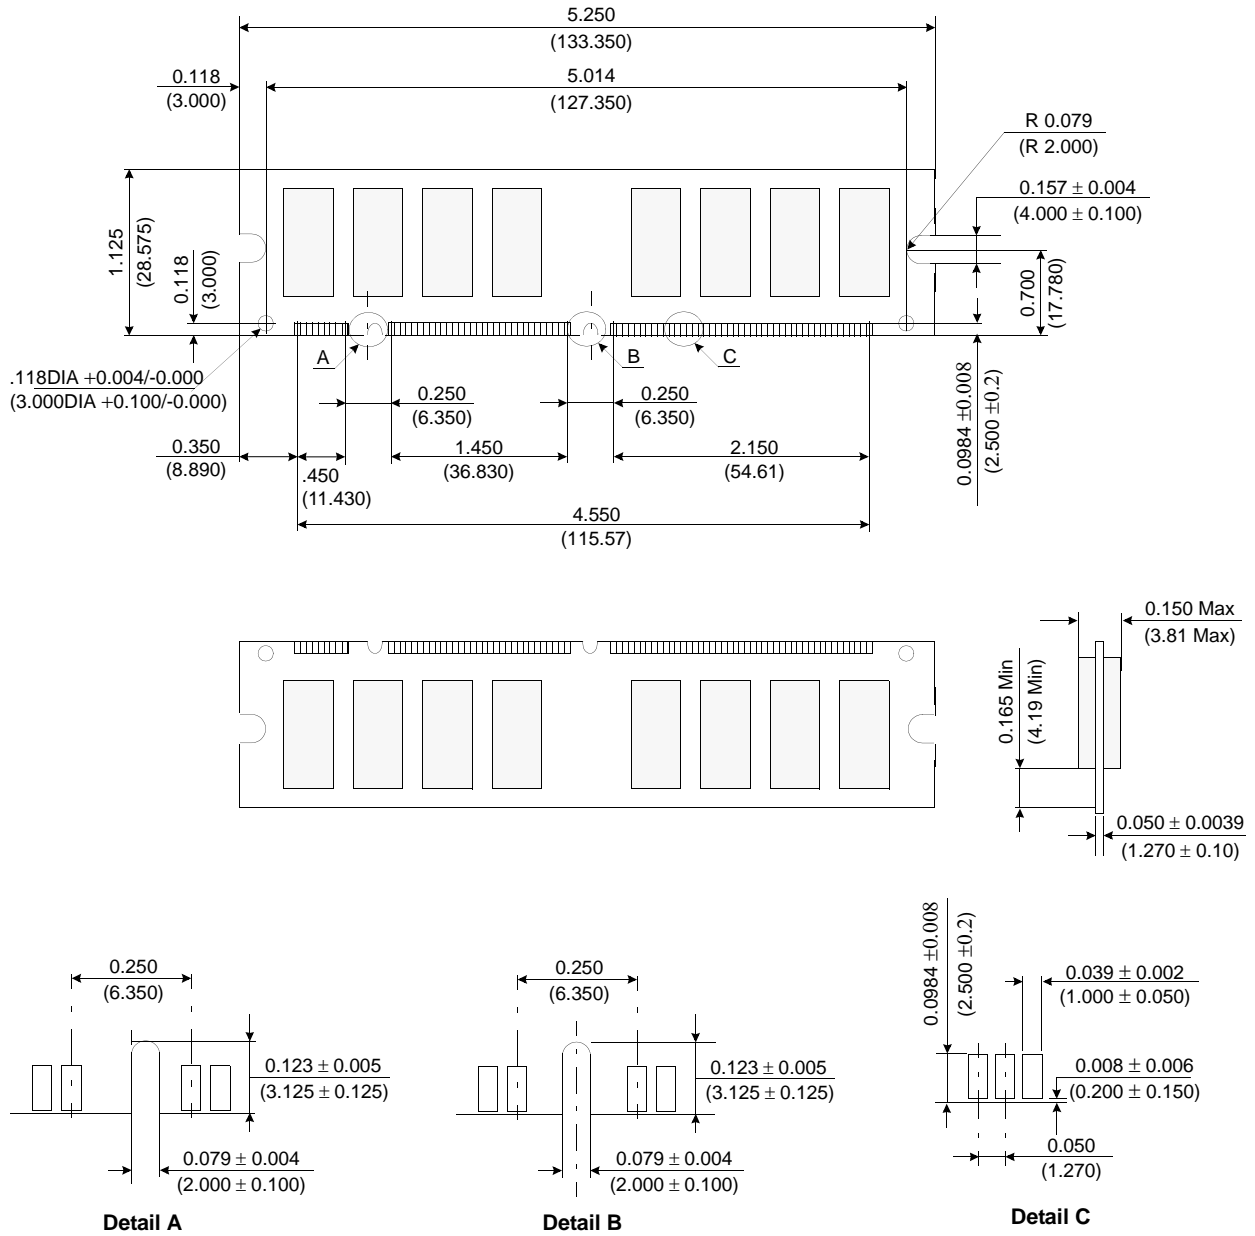 5.250
(133.350)
0.118
(3.000)
5.014
(127.350)
R 0.079
(R 2.000)
0.157 ± 0.004
(4.000 ± 0.100)
1.125
(28.575)
0.118
(3.000)
0.700
(17.780)
A
B
C
.118DIA +0.004/-0.000
(3.000DIA +0.100/-0.000)
0.250
(6.350)
0.250
(6.350)
0.0984 ±0.008
(2.500 ±0.2)
0.350
(8.890)
.450
(11.430)
1.450
(36.830)
2.150
(54.61)
4.550
(115.57)
0.150 Max
(3.81 Max)
0.165 Min
(4.19 Min)
0.050 ± 0.0039
(1.270 ± 0.10)
0.250
(6.350)
0.123 ± 0.005
(3.125 ± 0.125)
0.079 ± 0.004
(2.000 ± 0.100)
Detail A
0.250
(6.350)
0.123 ± 0.005
(3.125 ± 0.125)
0.079 ± 0.004
(2.000 ± 0.100)
Detail B
0.0984 ±0.008
(2.500 ±0.2)
0.039 ± 0.002
(1.000 ± 0.050)
0.008 ± 0.006
(0.200 ± 0.150)
0.050
(1.270)
Detail C